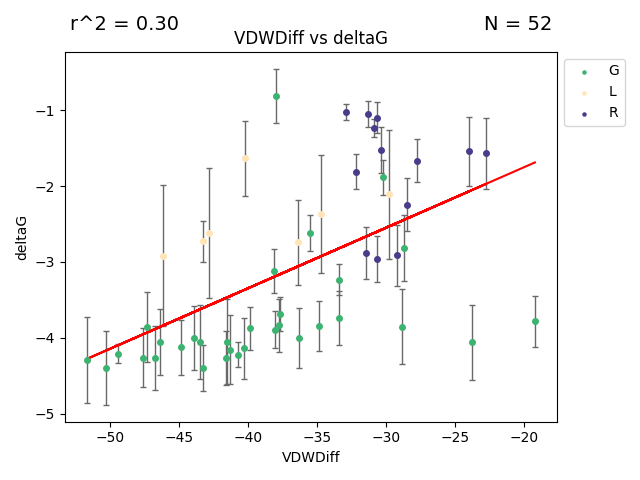 r^2 = 0.30
N = 52
VDWDiff vs deltaG
G
L
R
deltaG
−1
−2
−3
−4
−5
−50
−45
−40
−35
−30
−25
−20
VDWDiff